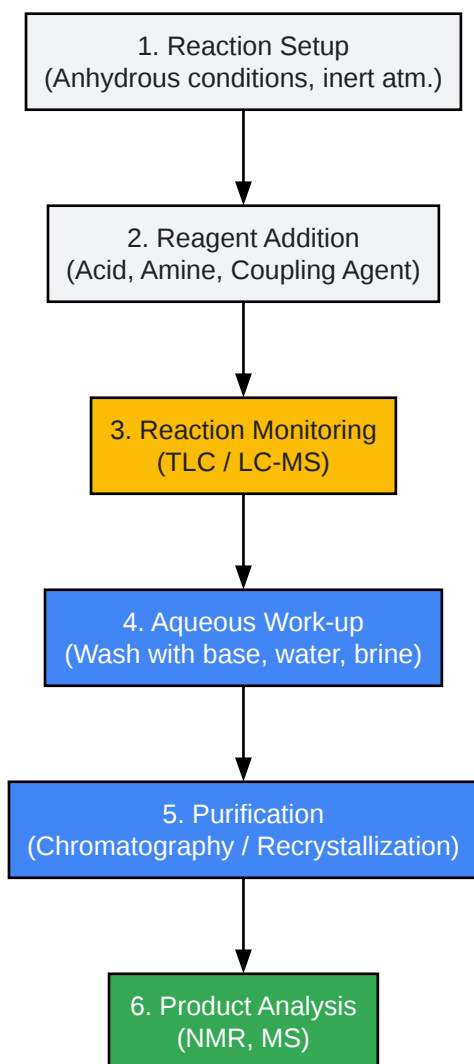 1. Reaction Setup
(Anhydrous conditions, inert atm.)
2. Reagent Addition
(Acid, Amine, Coupling Agent)
3. Reaction Monitoring
(TLC / LC-MS)
4. Aqueous Work-up
(Wash with base, water, brine)
5. Purification
(Chromatography / Recrystallization)
6. Product Analysis
(NMR, MS)